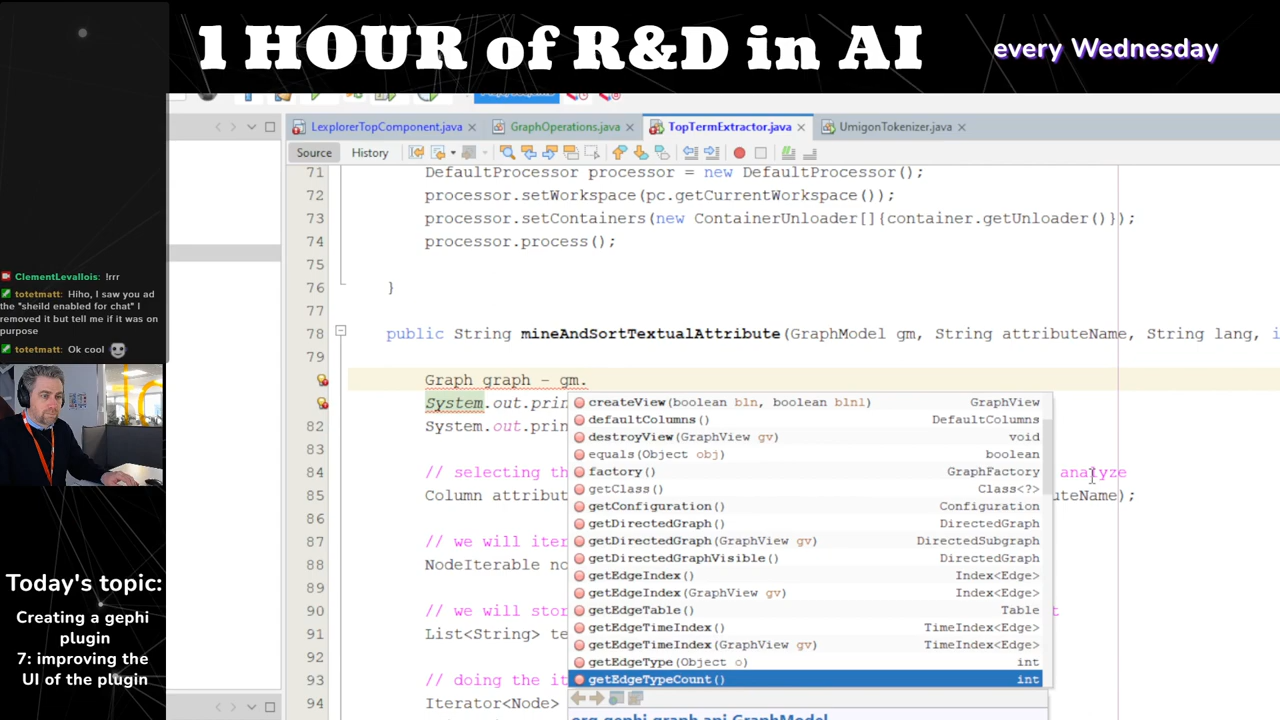 1 HOUR of R&D in AI
every Wednesday
LexplorerTopComponent.java
GraphOperations.java
TopTermExtractor.java
UmigonTokenizer.java
Source
History
71 DefaultProcessor processor = new DefaultProcessor();
72 processor.setWorkspace(pc.getCurrentWorkspace());
73 processor.setContainers(new ContainerUnloader[]{container.getUnloader()});
74 processor.process();
75
76 }
77
78 public String mineAndSortTextualAttribute(GraphModel gm, String attributeName, String lang, i
79
Graph graph - gm.
System.out.prin
82 System.out.prin
84 // selecting th analyze
85 Column attribut uteName);
86
87 // we will iter
88 NodeIterable no
89
90 // we will stor t
91 List<String> te
92
93 // doing the it
94 Iterator<Node>
createView(boolean bln, boolean bln1) GraphView
defaultColumns() DefaultColumns
destroyView(GraphView gv) void
equals(Object obj) boolean
factory() GraphFactory
getClass() Class<?>
getConfiguration() Configuration
getDirectedGraph() DirectedGraph
getDirectedGraph(GraphView gv) DirectedSubgraph
getDirectedGraphVisible() DirectedGraph
getEdgeIndex() Index<Edge>
getEdgeIndex(GraphView gv) Index<Edge>
getEdgeTable() Table
getEdgeTimeIndex() TimeIndex<Edge>
getEdgeTimeIndex(GraphView gv) TimeIndex<Edge>
getEdgeType(Object o) int
getEdgeTypeCount() int
org.gephi.graph.api.GraphModel
ClementLevallois: !rrr
totetmatt: Hiho, I saw you ad
the "sheild enabled for chat" I
removed it but tell me if it was on
purpose
totetmatt: Ok cool
Today's topic:
Creating a gephi
plugin
7: improving the
UI of the plugin